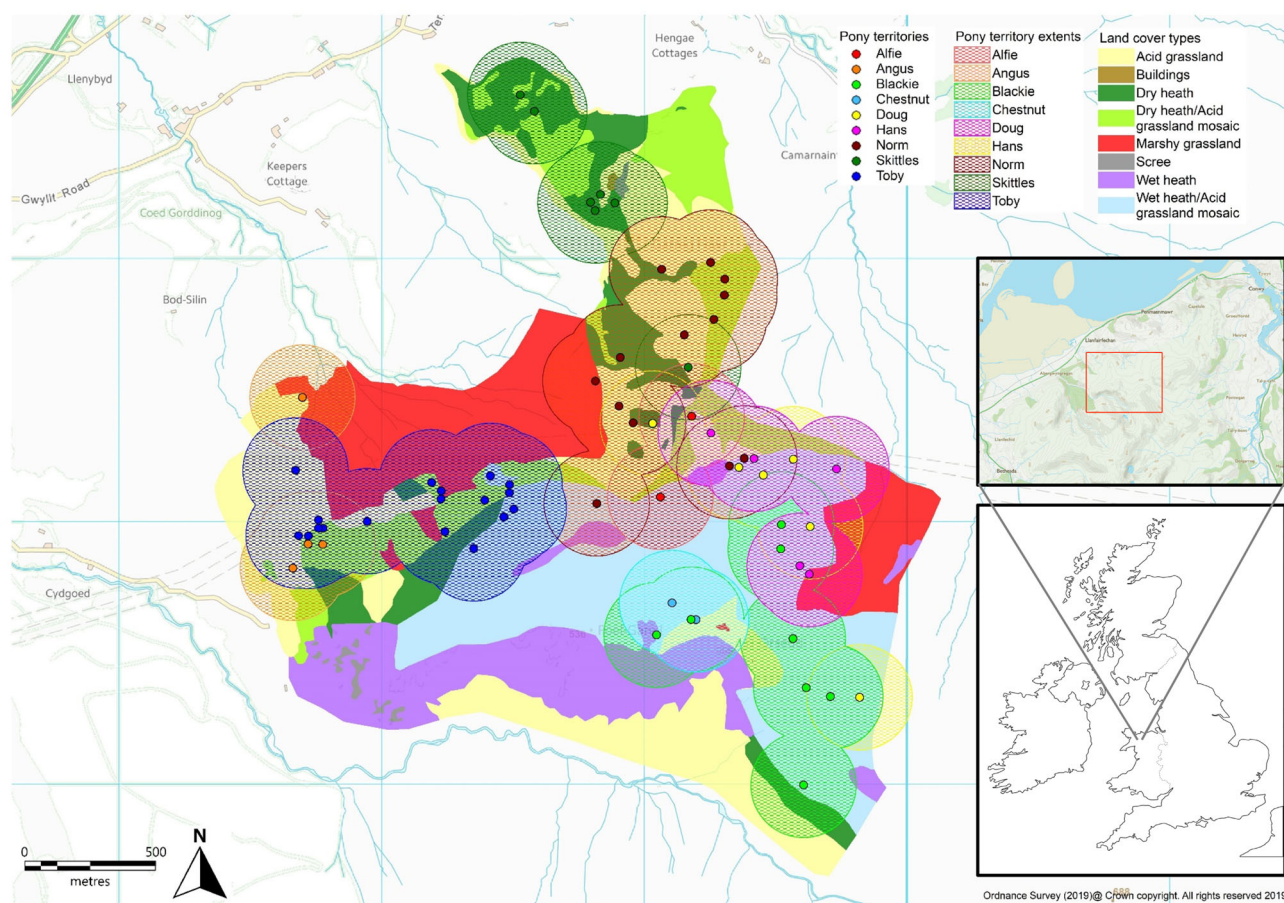 Llenybyd
Ter
Hengae
Cottages
Keepers
Cottage
Gwyllt Road
Coed Gorddinog
Camarnaint
Bod-Silin
Cydgoed
Pony territories
Alfie
Angus
Blackie
Chestnut
Doug
Hans
Norm
Skittles
Toby
Pony territory extents
Alfie
Angus
Blackie
Chestnut
Doug
Hans
Norm
Skittles
Toby
Land cover types
Acid grassland
Buildings
Dry heath
Dry heath/Acid
grassland mosaic
Marshy grassland
Scree
Wet heath
Wet heath/Acid
grassland mosaic
Conwy
Penmaenmawr
Llanfairfechan
Bethesda
N
0 500
metres
Ordnance Survey (2019)@ Crown copyright. All rights reserved 2019